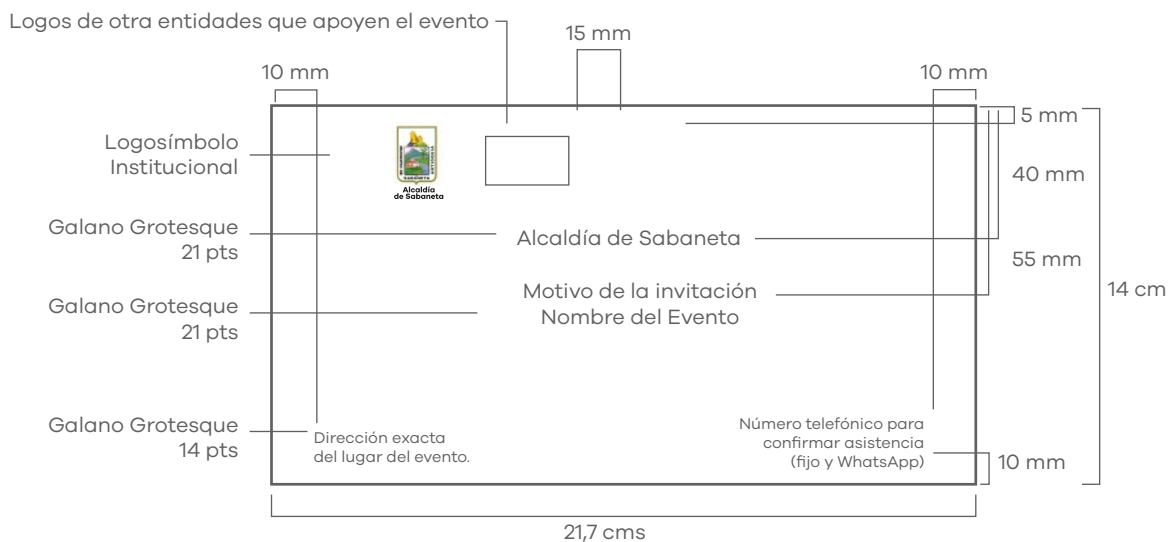 Logos de otra entidades que apoyen el evento
15 mm
10 mm
10 mm
5 mm
Logosímbolo
Institucional
Alcaldía
de Sabaneta
40 mm
Galano Grotesque
21 pts
Alcaldía de Sabaneta
55 mm
Galano Grotesque
21 pts
Motivo de la invitación
Nombre del Evento
14 cm
Galano Grotesque
14 pts
Dirección exacta
del lugar del evento.
Número telefónico para
confirmar asistencia
(fijo y WhatsApp)
10 mm
21,7 cms